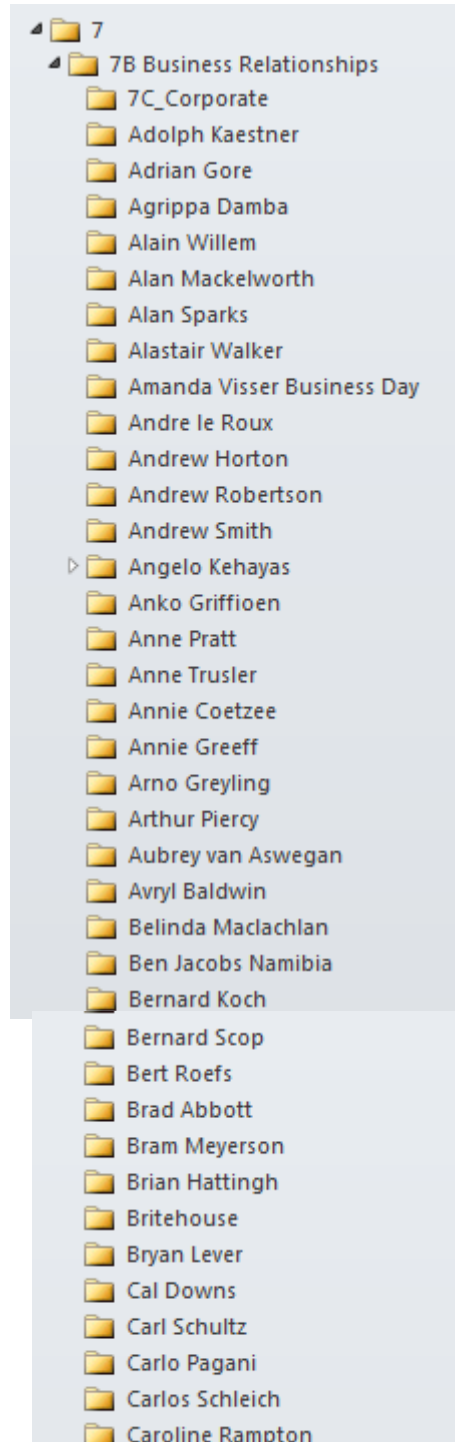 7
7B Business Relationships
7C_Corporate
Adolph Kaestner
Adrian Gore
Agrippa Damba
Alain Willem
Alan Mackelworth
Alan Sparks
Alastair Walker
Amanda Visser Business Day
Andre le Roux
Andrew Horton
Andrew Robertson
Andrew Smith
Angelo Kehayas
Anko Griffioen
Anne Pratt
Anne Trusler
Annie Coetzee
Annie Greeff
Arno Greyling
Arthur Piercy
Aubrey van Aswegan
Avryl Baldwin
Belinda Maclachlan
Ben Jacobs Namibia
Bernard Koch
Bernard Scop
Bert Roefs
Brad Abbott
Bram Meyerson
Brian Hattingh
Britehouse
Bryan Lever
Cal Downs
Carl Schultz
Carlo Pagani
Carlos Schleich
Caroline Rampton